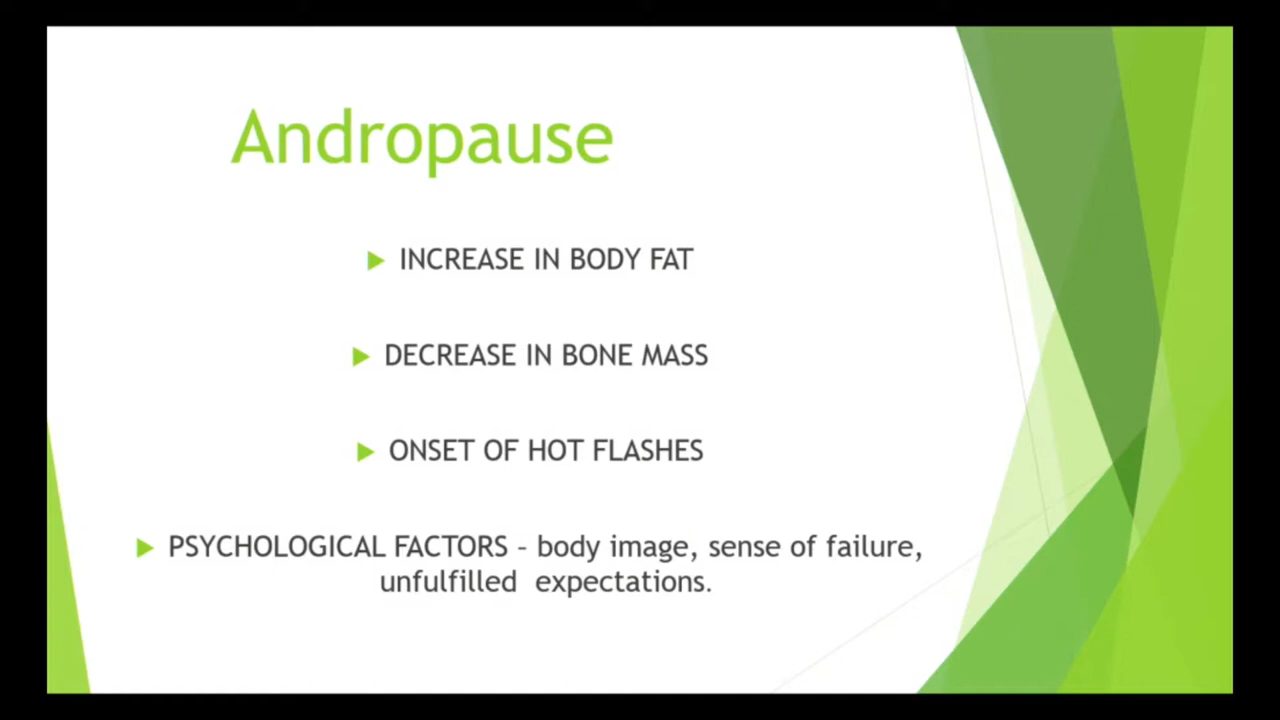 Andropause
INCREASE IN BODY FAT
DECREASE IN BONE MASS
ONSET OF HOT FLASHES
PSYCHOLOGICAL FACTORS – body image, sense of failure,
unfulfilled expectations.